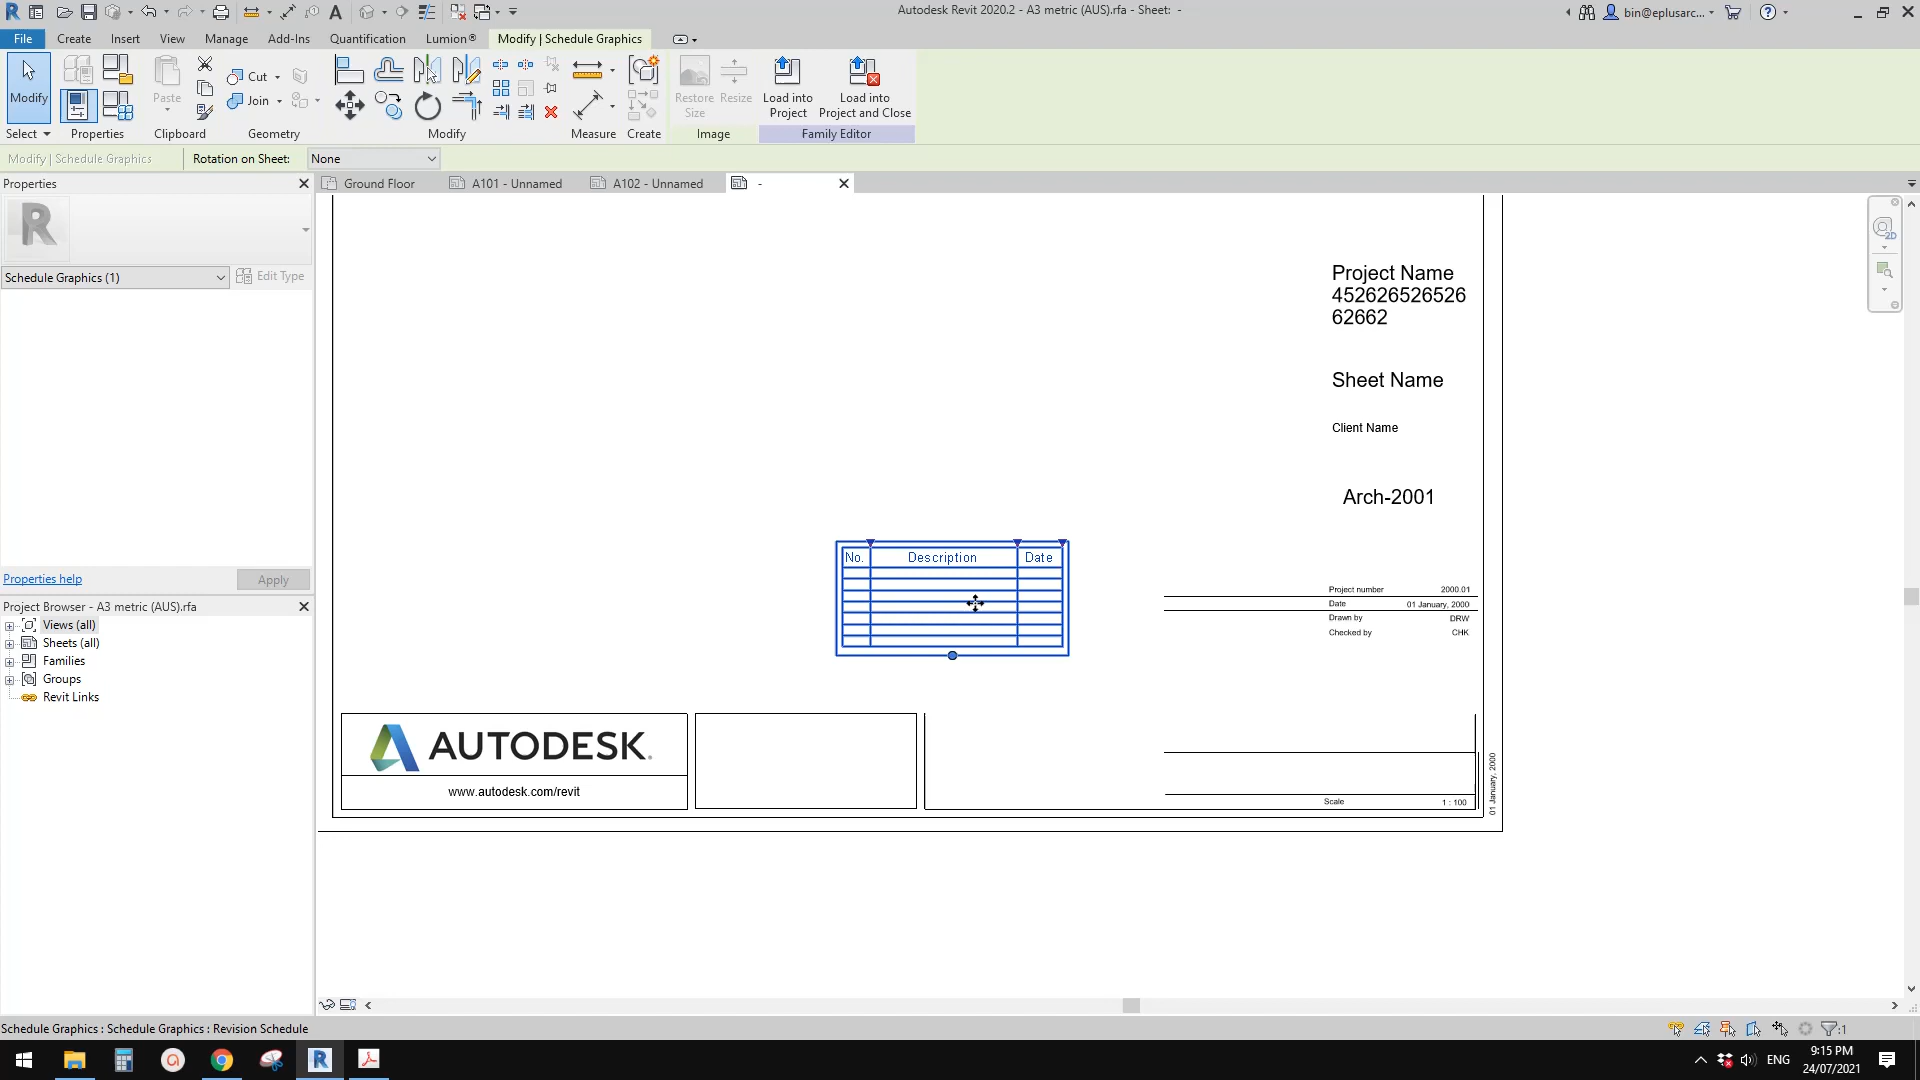 Autodesk Revit 2020.2 - A3 metric (AUS).rfa - Sheet: -
bin@eplusarc...
File Create Insert View Manage Add-Ins Quantification Lumion® Modify | Schedule Graphics
Modify
Paste
Cut
Join
Restore Size
Resize
Load into Project
Load into Project and Close
Select Properties Clipboard Geometry Modify Measure Create Image Family Editor
Modify | Schedule Graphics Rotation on Sheet: None
Properties
Ground Floor A101 - Unnamed A102 - Unnamed -
Schedule Graphics (1) Edit Type
Properties help Apply
Project Browser - A3 metric (AUS).rfa
Views (all)
Sheets (all)
Families
Groups
Revit Links
Project Name
452626526526
62662
Sheet Name
Client Name
Arch-2001
No. Description Date
Project number 2000.01
Date 01 January, 2000
Drawn by DRW
Checked by CHK
AUTODESK.
www.autodesk.com/revit
Scale 1 : 100
01 January, 2000
2D
Schedule Graphics : Schedule Graphics : Revision Schedule
:1
ENG
9:15 PM
24/07/2021